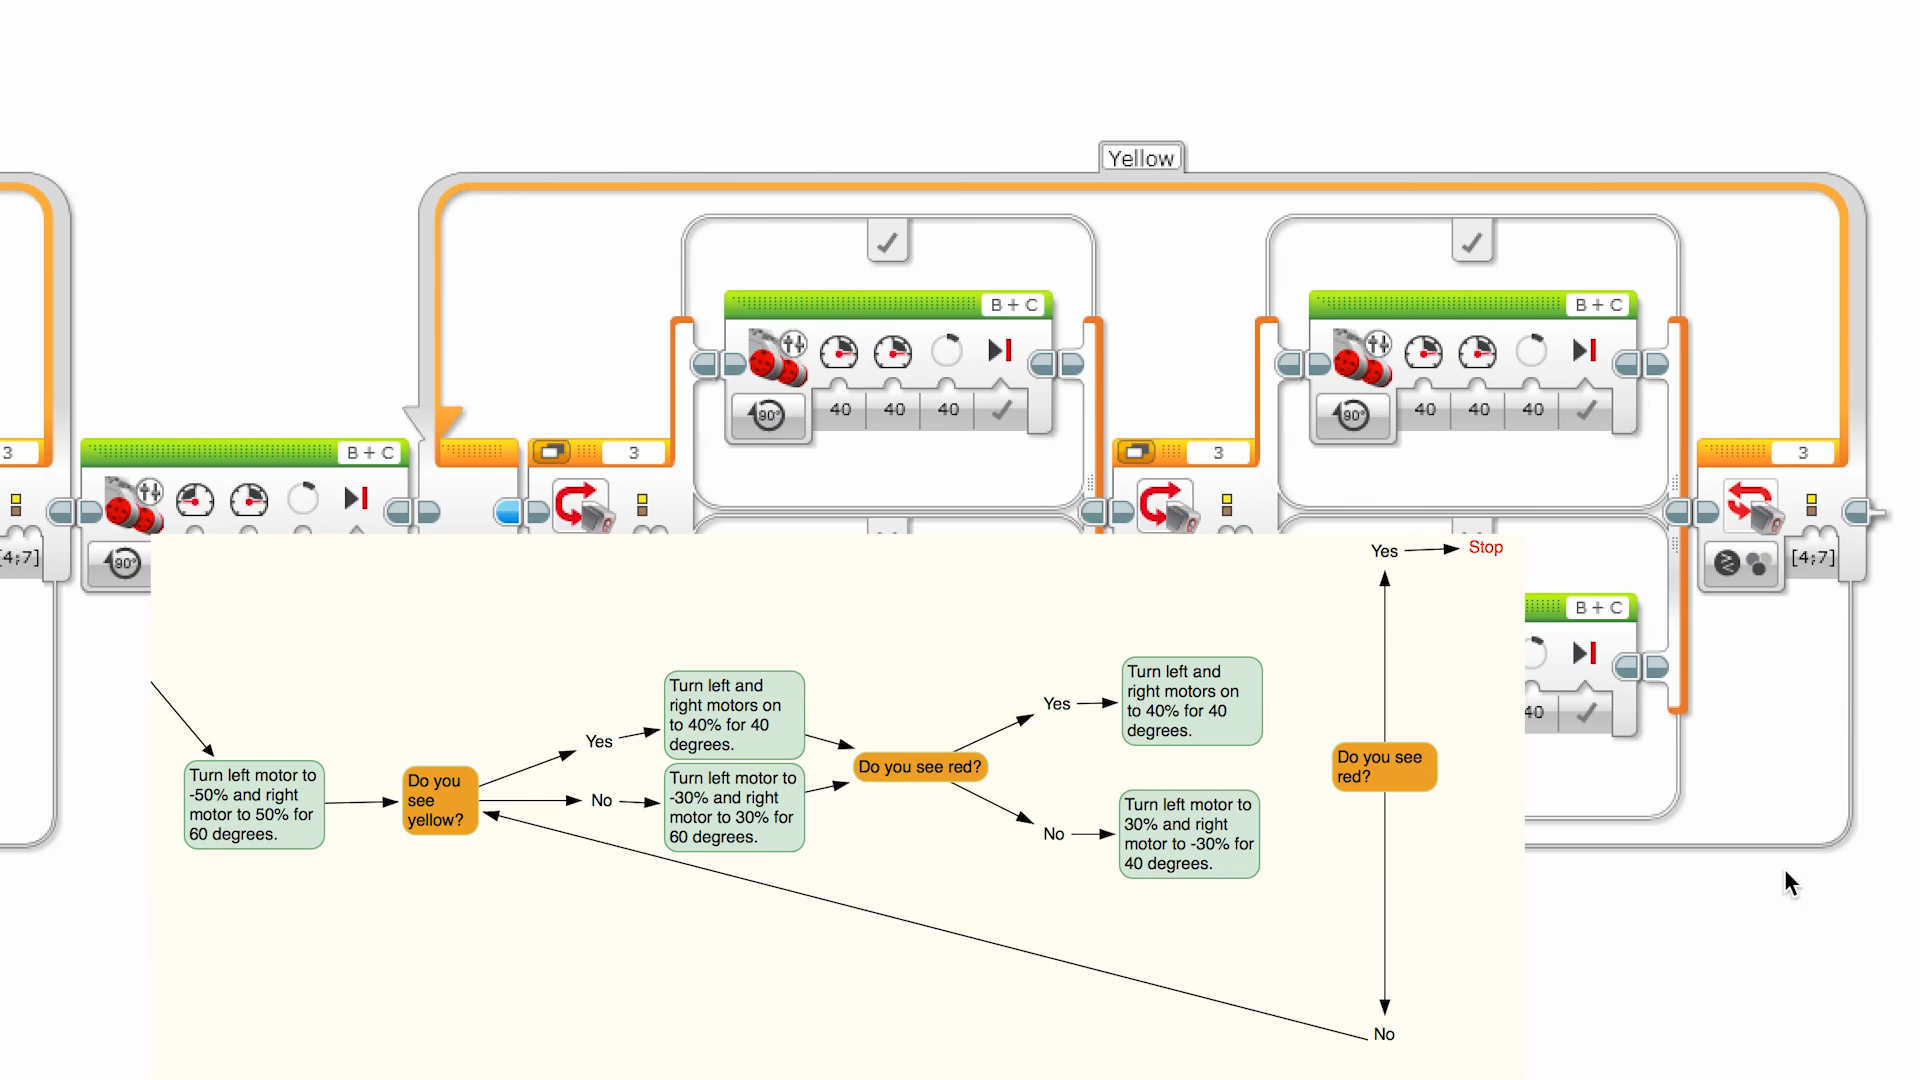 Yellow
B + C
B + C
40 40 40
40 40 40
3
B + C
3
3
3
[4;7]
[4;7]
B + C
40
Yes
Stop
Turn left motor to
-50% and right
motor to 50% for
60 degrees.
Do you
see
yellow?
Yes
No
Turn left and
right motors on
to 40% for 40
degrees.
Turn left motor to
-30% and right
motor to 30% for
60 degrees.
Do you see red?
Yes
No
Turn left and
right motors on
to 40% for 40
degrees.
Turn left motor to
30% and right
motor to -30% for
40 degrees.
Do you see
red?
No